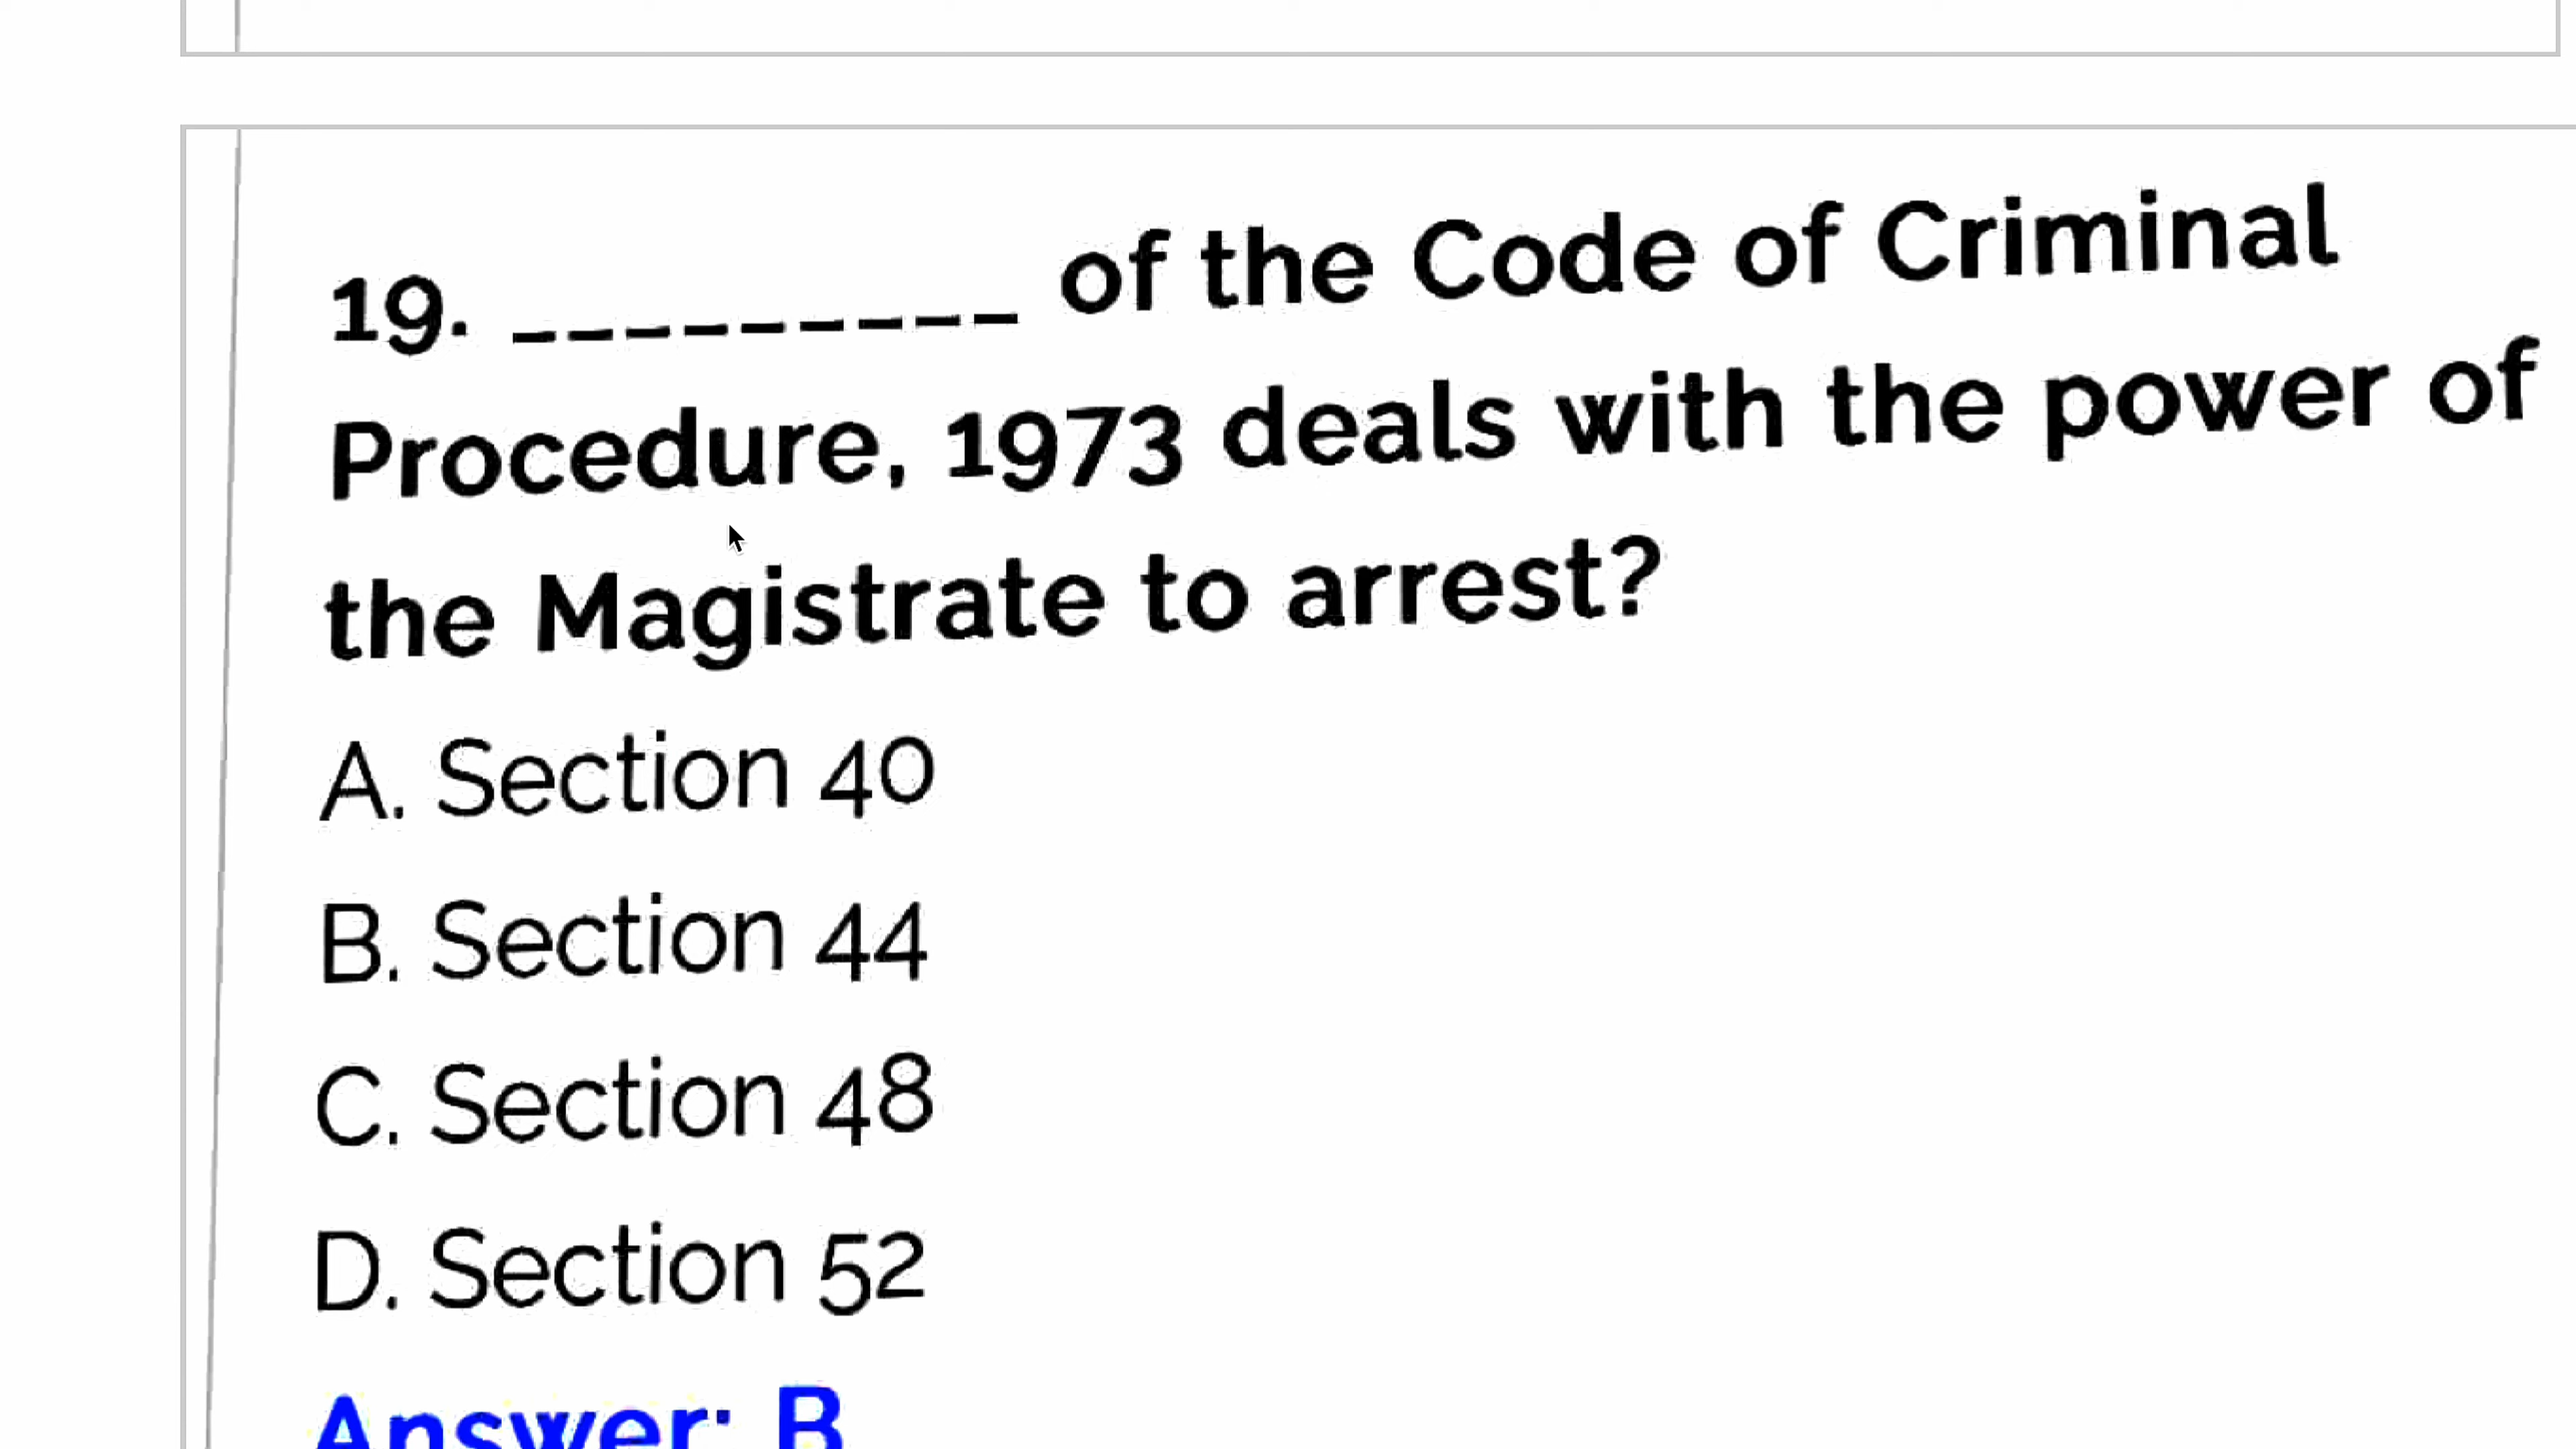 19. _________ of the Code of Criminal
Procedure, 1973 deals with the power of
the Magistrate to arrest?
A. Section 40
B. Section 44
C. Section 48
D. Section 52
Answer: B